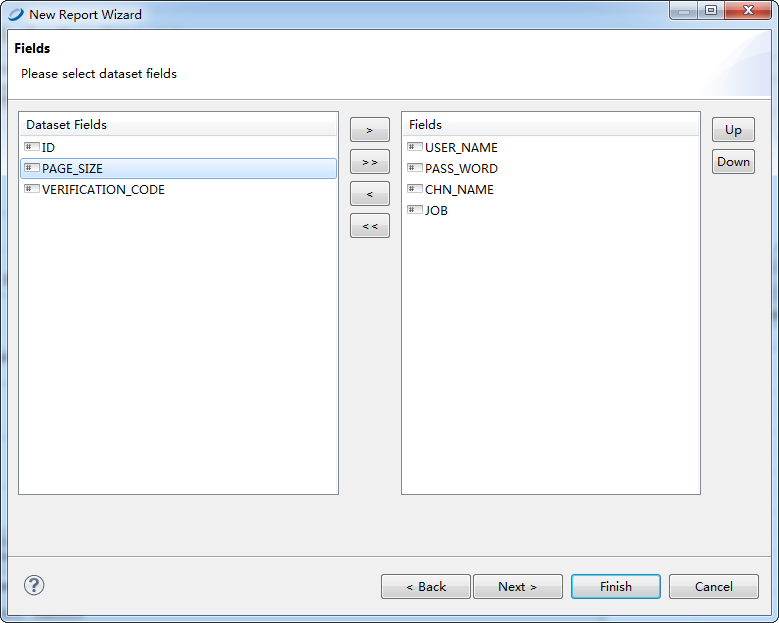 New Report Wizard
Fields
Please select dataset fields
Dataset Fields
ID
PAGE_SIZE
VERIFICATION_CODE
>
>>
<
<<
Fields
USER_NAME
PASS_WORD
CHN_NAME
JOB
Up
Down
?
< Back
Next >
Finish
Cancel